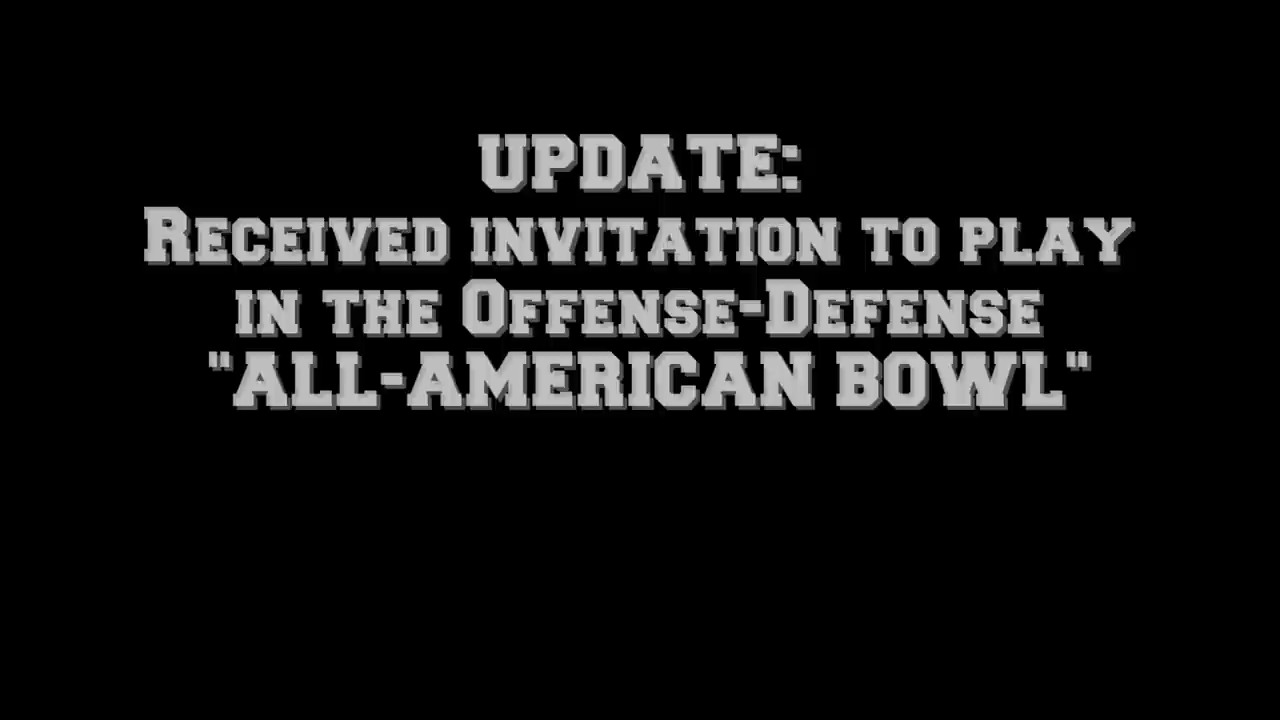 UPDATE:
Received invitation to play
in the Offense-Defense
"ALL-AMERICAN BOWL"